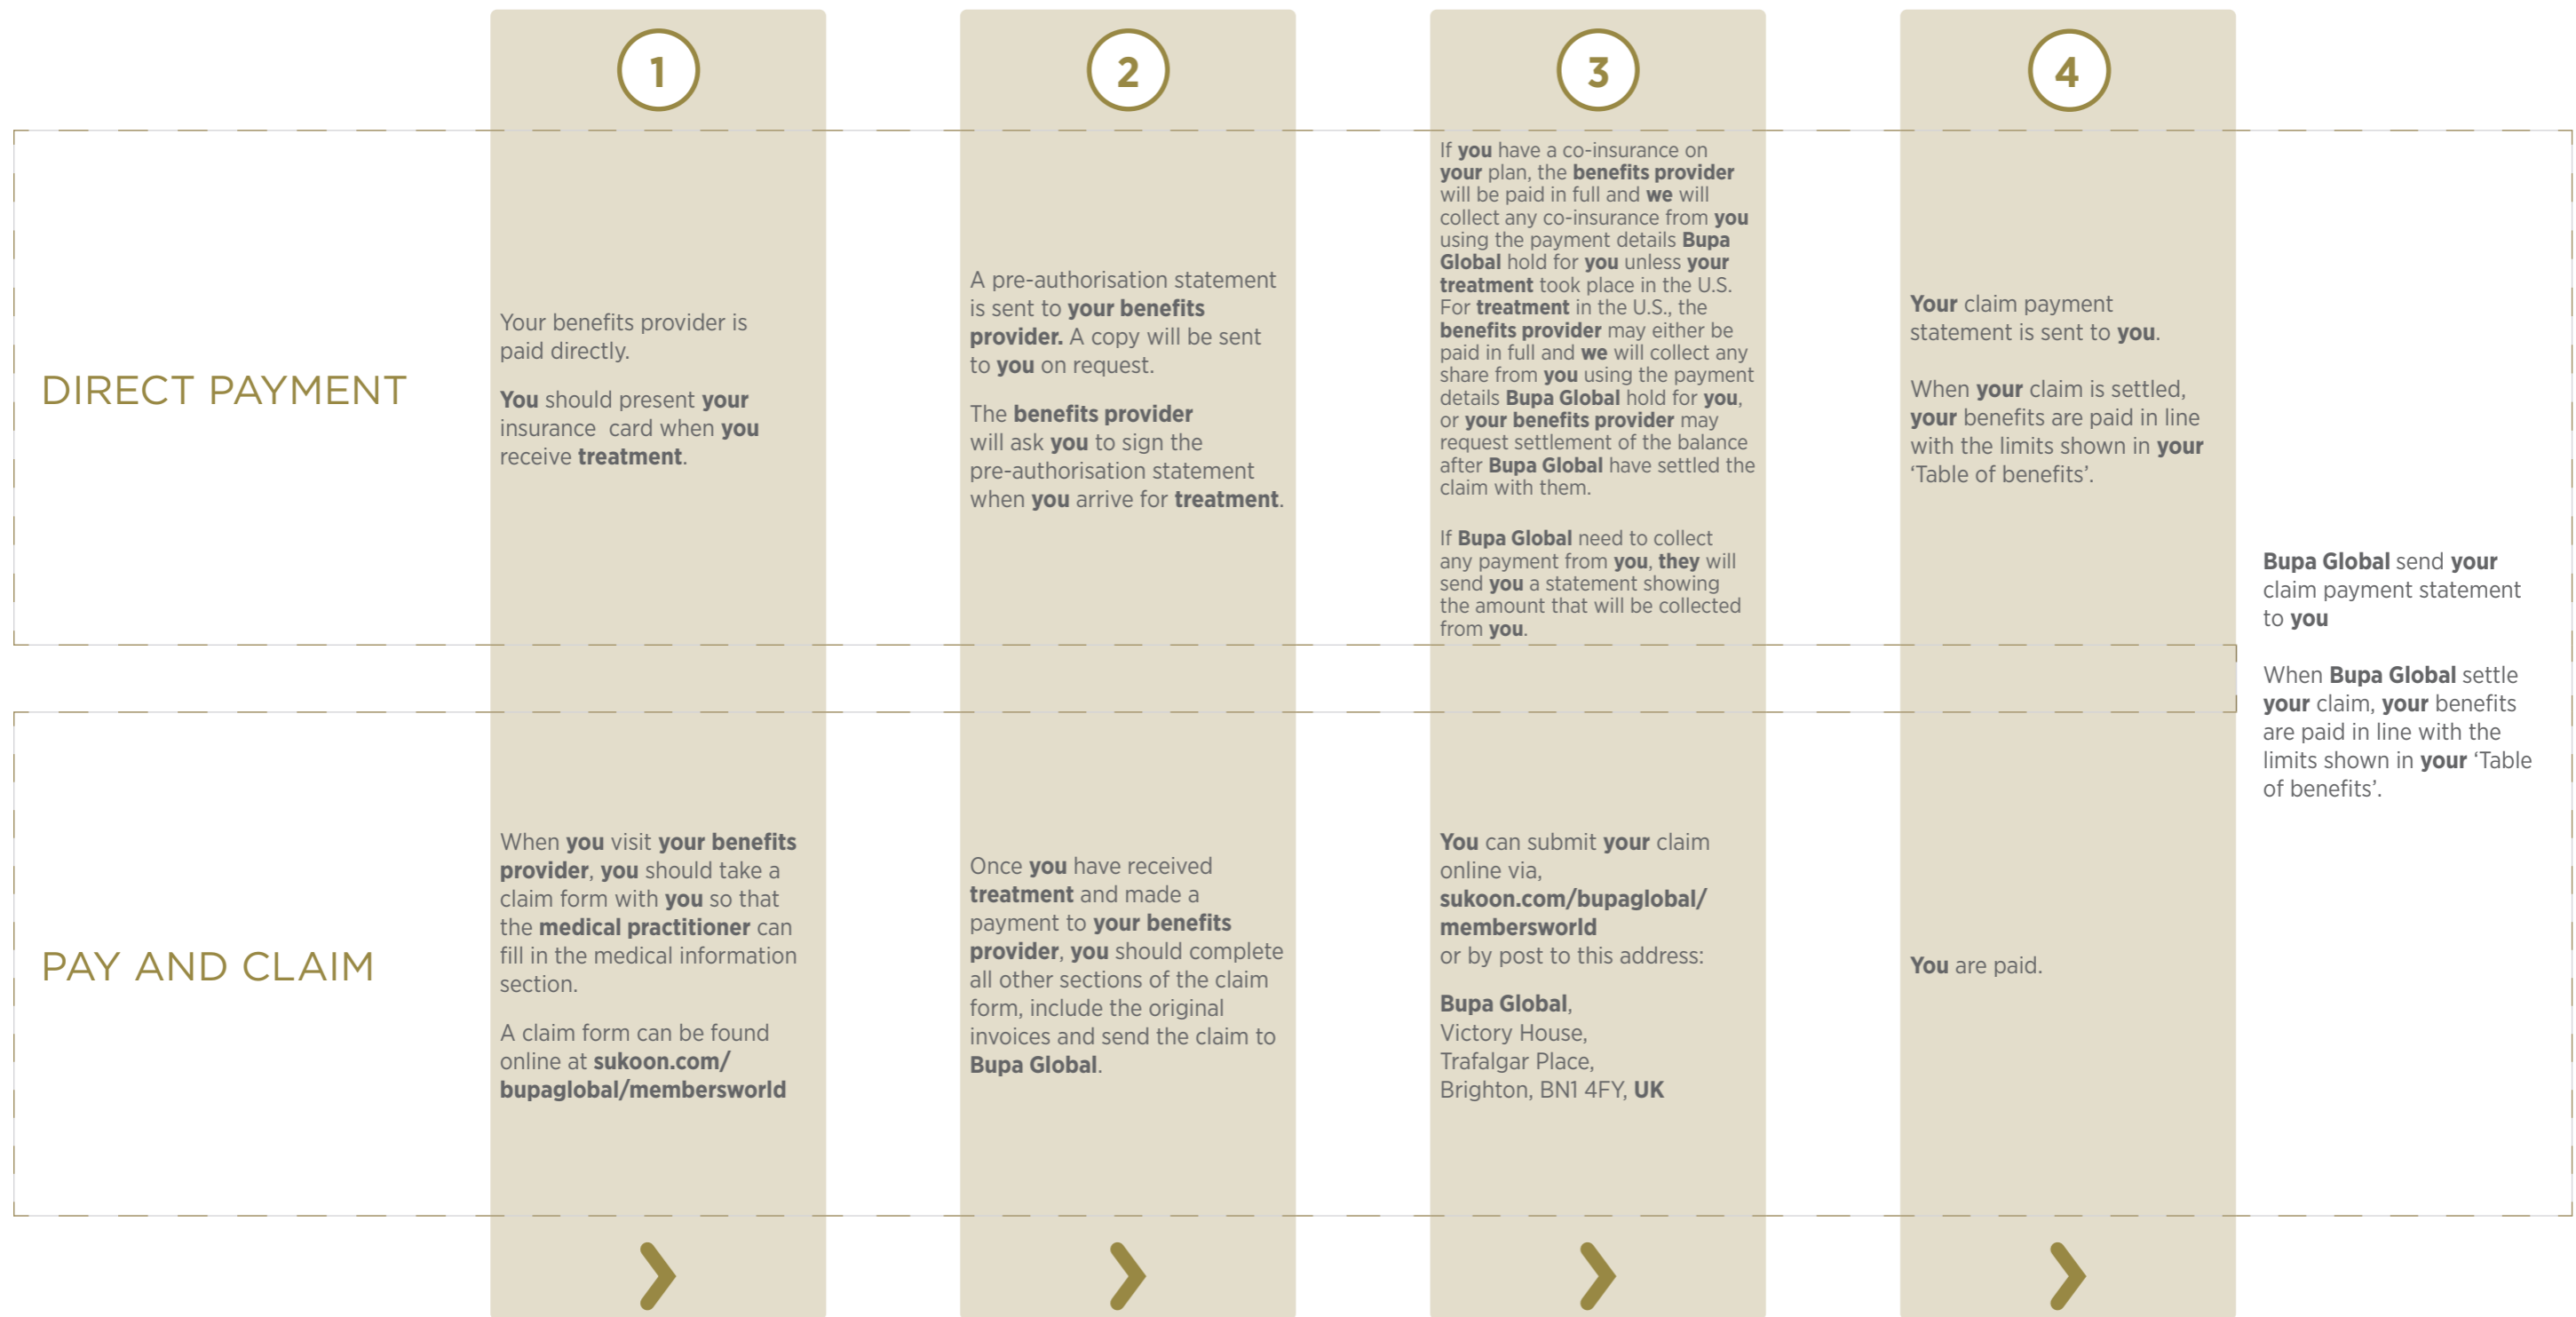 1
2
3
4
DIRECT PAYMENT
Your benefits provider is
paid directly.
You should present your
insurance card when you
receive treatment.
A pre-authorisation statement
is sent to your benefits
provider. A copy will be sent
to you on request.
The benefits provider
will ask you to sign the
pre-authorisation statement
when you arrive for treatment.
If you have a co-insurance on
your plan, the benefits provider
will be paid in full and we will
collect any co-insurance from you
using the payment details Bupa
Global hold for you unless your
treatment took place in the U.S.
For treatment in the U.S., the
benefits provider may either be
paid in full and we will collect any
share from you using the payment
details Bupa Global hold for you,
or your benefits provider may
request settlement of the balance
after Bupa Global have settled the
claim with them.
If Bupa Global need to collect
any payment from you, they will
send you a statement showing
the amount that will be collected
from you.
Your claim payment
statement is sent to you.
When your claim is settled,
your benefits are paid in line
with the limits shown in your
‘Table of benefits’.
PAY AND CLAIM
When you visit your benefits
provider, you should take a
claim form with you so that
the medical practitioner can
fill in the medical information
section.
A claim form can be found
online at sukoon.com/
bupaglobal/membersworld
Once you have received
treatment and made a
payment to your benefits
provider, you should complete
all other sections of the claim
form, include the original
invoices and send the claim to
Bupa Global.
You can submit your claim
online via,
sukoon.com/bupaglobal/
membersworld
or by post to this address:
Bupa Global,
Victory House,
Trafalgar Place,
Brighton, BN1 4FY, UK
You are paid.
Bupa Global send your
claim payment statement
to you
When Bupa Global settle
your claim, your benefits
are paid in line with the
limits shown in your ‘Table
of benefits’.